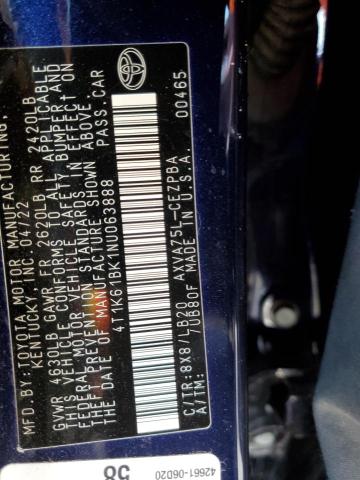 MFD. BY: TOYOTA MOTOR MANUFACTURING,
KENTUCKY, INC. 04/22
GVWR 4630LB GAWR FR 2620LB RR 2420LB
THIS VEHICLE CONFORMS TO ALL APPLICABLE
FEDERAL MOTOR VEHICLE SAFETY, BUMPER, AND
THEFT PREVENTION STANDARDS IN EFFECT ON
THE DATE OF MANUFACTURE SHOWN ABOVE.
4T1K61BK1NU063888 PASS CAR
C/TR:8X8/LB20 AXVA75L-CEZPBA
A/TM: -/U680F MADE IN U.S.A. 00465
42661-06D20
58